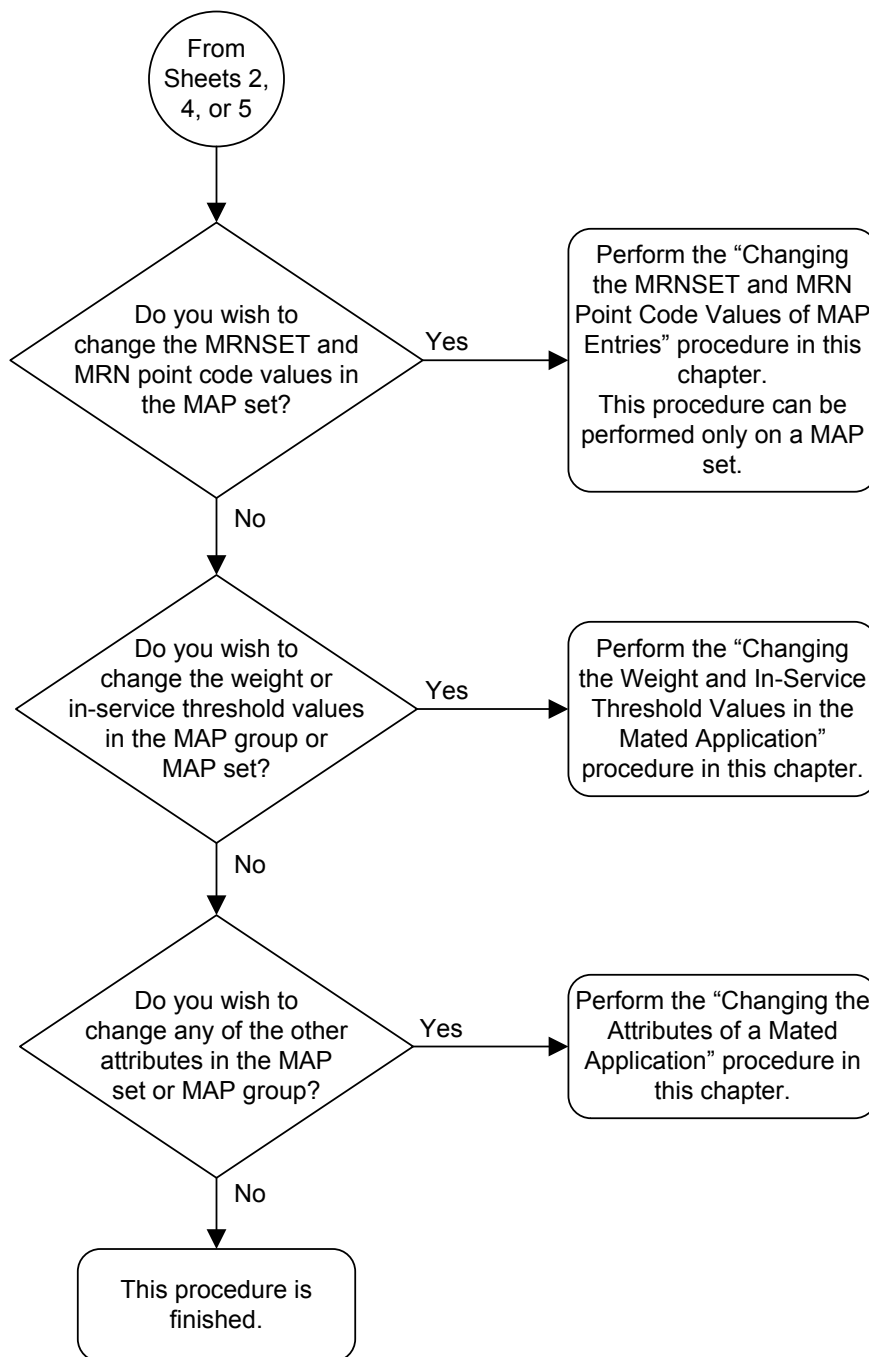 From
Sheets 2,
4, or 5
Do you wish to
change the MRNSET and
MRN point code values in
the MAP set?
Yes
Perform the “Changing
the MRNSET and MRN
Point Code Values of MAP
Entries” procedure in this
chapter.
This procedure can be
performed only on a MAP
set.
No
Do you wish to
change the weight or
in-service threshold values
in the MAP group or
MAP set?
Yes
Perform the “Changing
the Weight and In-Service
Threshold Values in the
Mated Application”
procedure in this chapter.
No
Do you wish to
change any of the other
attributes in the MAP
set or MAP group?
Yes
Perform the “Changing the
Attributes of a Mated
Application” procedure in
this chapter.
No
This procedure is
finished.